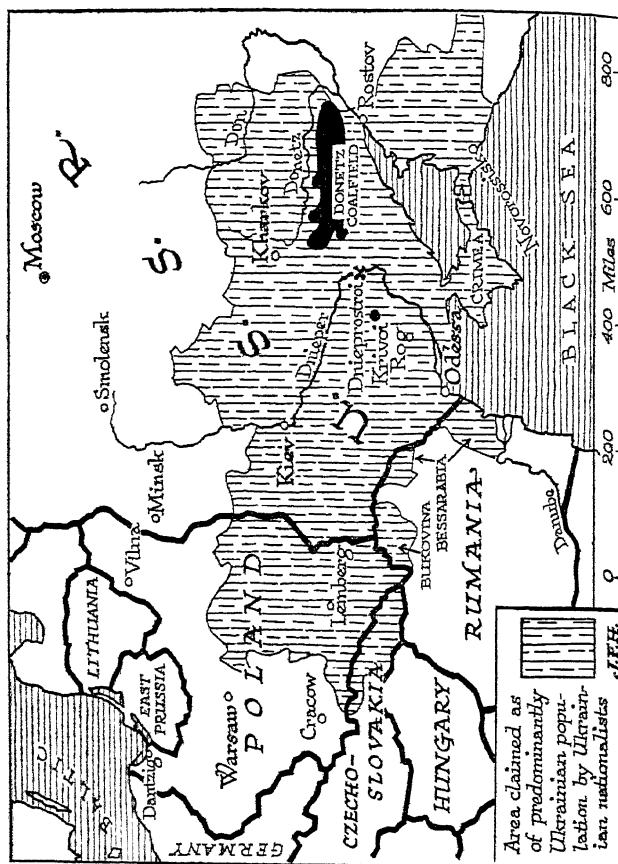 Moscow
R.
Smolensk
S.
S.
U.
Minsk
Vilna
LITHUANIA
EAST
PRUSSIA
BALTIC
Dantzig
GERMANY
Warsaw
POLAND
Cracow
Lemberg
Kiev
Dnieper
Kharkov
Donetz
Don
DONETZ
COALFIELD
Dnieprostroi
Krivoi
Rog
Rostov
Odessa
CRIMEA
Novorossisk
BLACK SEA
CZECHO-
SLOVAKIA
HUNGARY
BUKOVINA
BESSARABIA
RUMANIA
Danube
0 200 400 Miles 600 800
Area claimed as
of predominantly
Ukrainian popu-
lation by Ukrain-
ian nationalists
J.F.H.